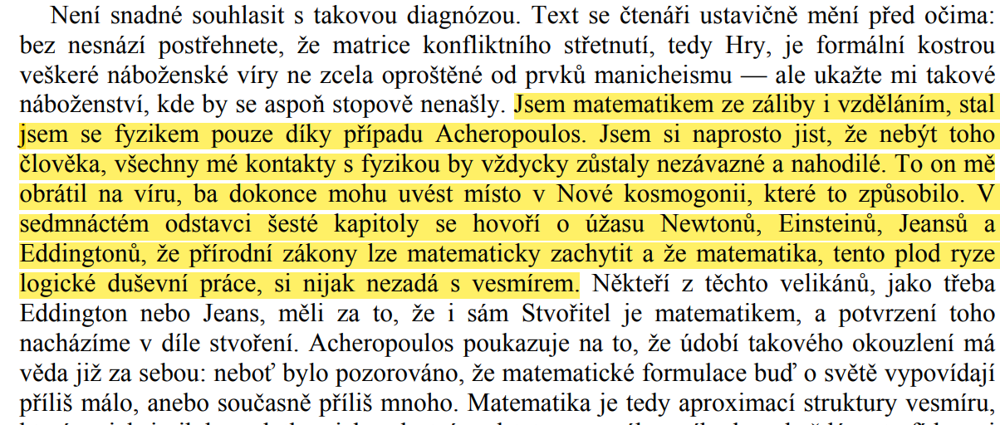 Není snadné souhlasit s takovou diagnózou. Text se čtenáři ustavičně mění před očima:
bez nesnází postřehnete, že matrice konfliktního střetnutí, tedy Hry, je formální kostrou
veškeré náboženské víry ne zcela oproštěné od prvků manicheismu — ale ukažte mi takové
náboženství, kde by se aspoň stopově nenašly. Jsem matematikem ze záliby i vzděláním, stal
jsem se fyzikem pouze díky případu Acheropoulos. Jsem si naprosto jist, že nebýt toho
člověka, všechny mé kontakty s fyzikou by vždycky zůstaly nezávazné a nahodilé. To on mě
obrátil na víru, ba dokonce mohu uvést místo v Nové kosmogonii, které to způsobilo. V
sedmnáctém odstavci šesté kapitoly se hovoří o úžasu Newtonů, Einsteinů, Jeansů a
Eddingtonů, že přírodní zákony lze matematicky zachytit a že matematika, tento plod ryze
logické duševní práce, si nijak nezadá s vesmírem. Někteří z těchto velikánů, jako třeba
Eddington nebo Jeans, měli za to, že i sám Stvořitel je matematikem, a potvrzení toho
nacházíme v díle stvoření. Acheropoulos poukazuje na to, že údobí takového okouzlení má
věda již za sebou: neboť bylo pozorováno, že matematické formulace buď o světě vypovídají
příliš málo, anebo současně příliš mnoho. Matematika je tedy aproximací struktury vesmíru,